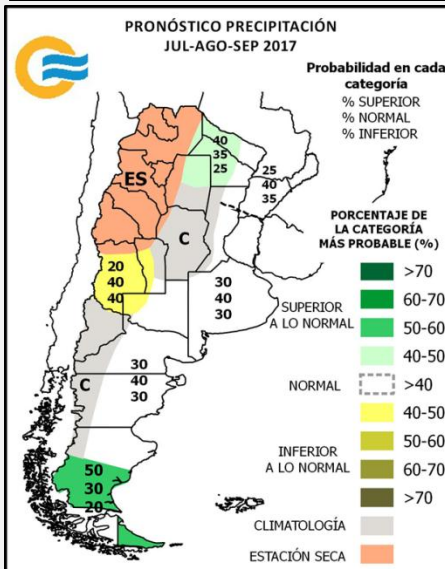 PRONÓSTICO PRECIPITACIÓN
JUL-AGO-SEP 2017
Probabilidad en cada
categoría
% SUPERIOR
% NORMAL
% INFERIOR
40
35
25
ES
25
40
35
C
20
40
40
30
40
30
30
40
30
C
50
30
20
PORCENTAJE DE
LA CATEGORÍA
MÁS PROBABLE (%)
>70
60-70
SUPERIOR
A LO NORMAL
50-60
40-50
NORMAL
>40
40-50
50-60
INFERIOR
A LO NORMAL
60-70
>70
CLIMATOLOGÍA
ESTACIÓN SECA